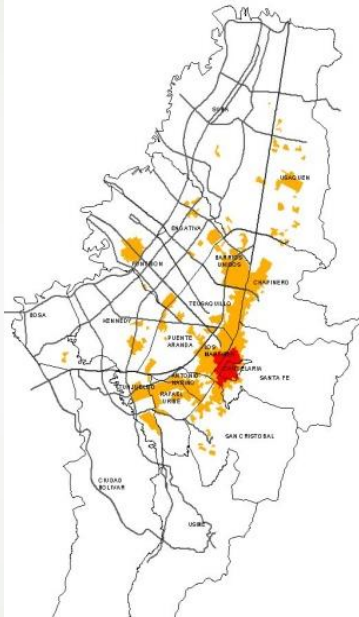 SUBA
USAQUEN
ENGATIVA
BARRIOS
UNIDOS
FONTIBON
CHAPINERO
TEUSAQUILLO
BOSA
KENNEDY
PUENTE
ARANDA
LOS
MARTIRES
CANDELARIA
SANTA FE
ANTONIO
NARINO
TUNJUELITO
RAFAEL
URIBE
SAN CRISTOBAL
CIUDAD
BOLIVAR
USME